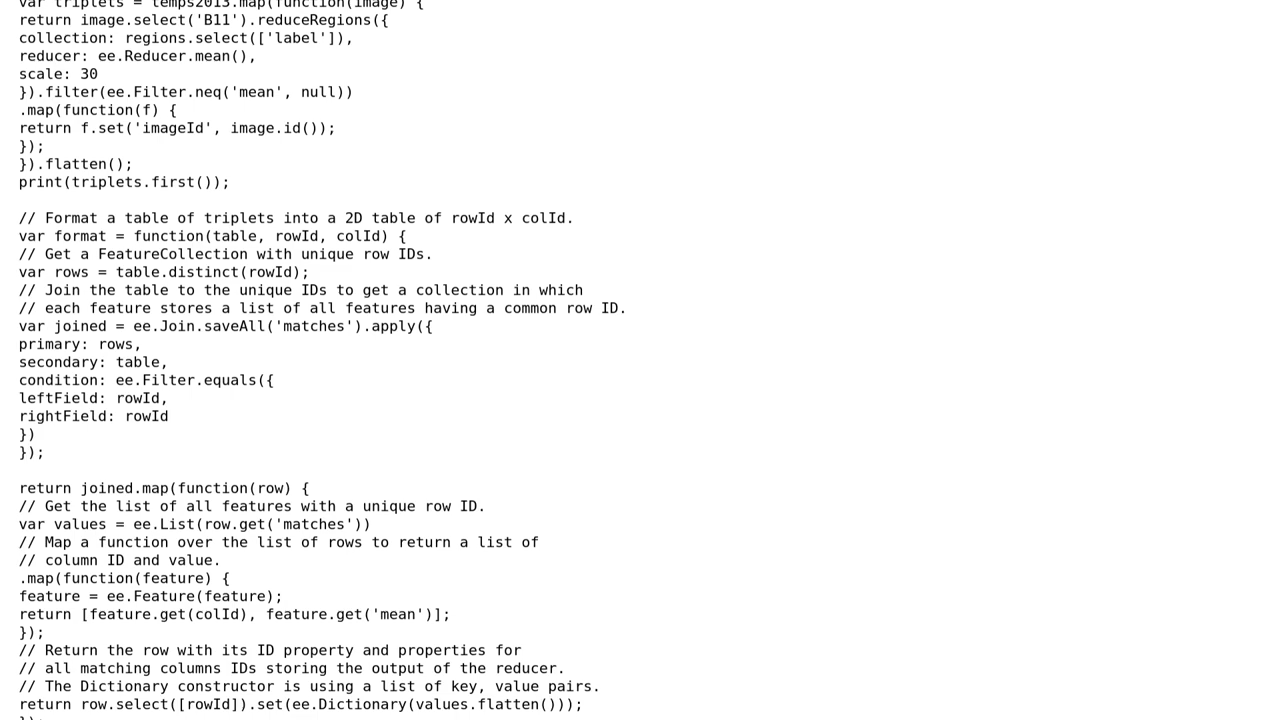 var triplets = temps2013.map(function(image) {
return image.select('B11').reduceRegions({
collection: regions.select(['label']),
reducer: ee.Reducer.mean(),
scale: 30
}).filter(ee.Filter.neq('mean', null))
.map(function(f) {
return f.set('imageId', image.id());
});
}).flatten();
print(triplets.first());

// Format a table of triplets into a 2D table of rowId x colId.
var format = function(table, rowId, colId) {
// Get a FeatureCollection with unique row IDs.
var rows = table.distinct(rowId);
// Join the table to the unique IDs to get a collection in which
// each feature stores a list of all features having a common row ID.
var joined = ee.Join.saveAll('matches').apply({
primary: rows,
secondary: table,
condition: ee.Filter.equals({
leftField: rowId,
rightField: rowId
})
});

return joined.map(function(row) {
// Get the list of all features with a unique row ID.
var values = ee.List(row.get('matches'))
// Map a function over the list of rows to return a list of
// column ID and value.
.map(function(feature) {
feature = ee.Feature(feature);
return [feature.get(colId), feature.get('mean')];
});
// Return the row with its ID property and properties for
// all matching columns IDs storing the output of the reducer.
// The Dictionary constructor is using a list of key, value pairs.
return row.select([rowId]).set(ee.Dictionary(values.flatten()));
});